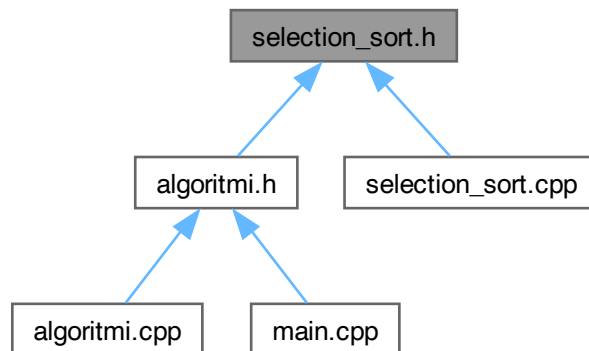 selection_sort.h
algoritmi.h
selection_sort.cpp
algoritmi.cpp
main.cpp